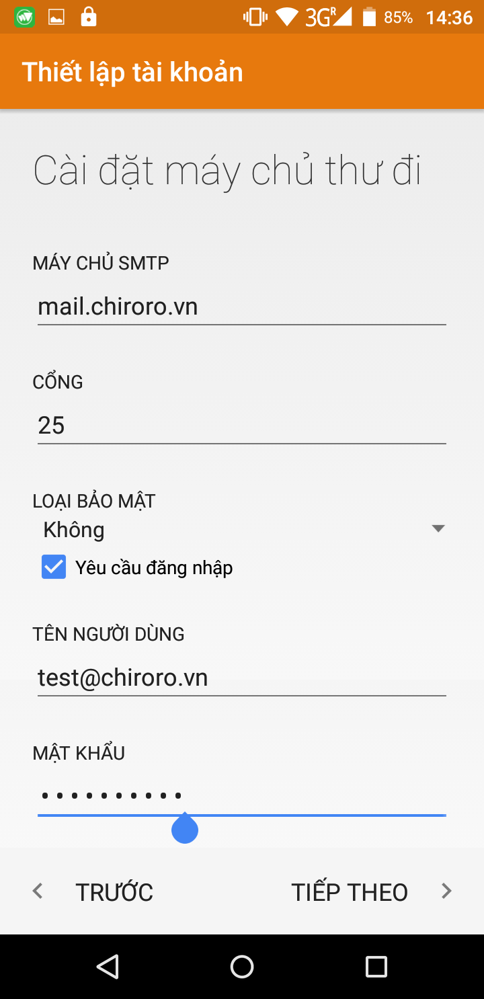 3G R 85% 14:36
Thiết lập tài khoản
Cài đặt máy chủ thư đi
MÁY CHỦ SMTP
mail.chiroro.vn
CỔNG
25
LOẠI BẢO MẬT
Không
Yêu cầu đăng nhập
TÊN NGƯỜI DÙNG
test@chiroro.vn
MẬT KHẨU
••••••••••
TRƯỚC TIẾP THEO